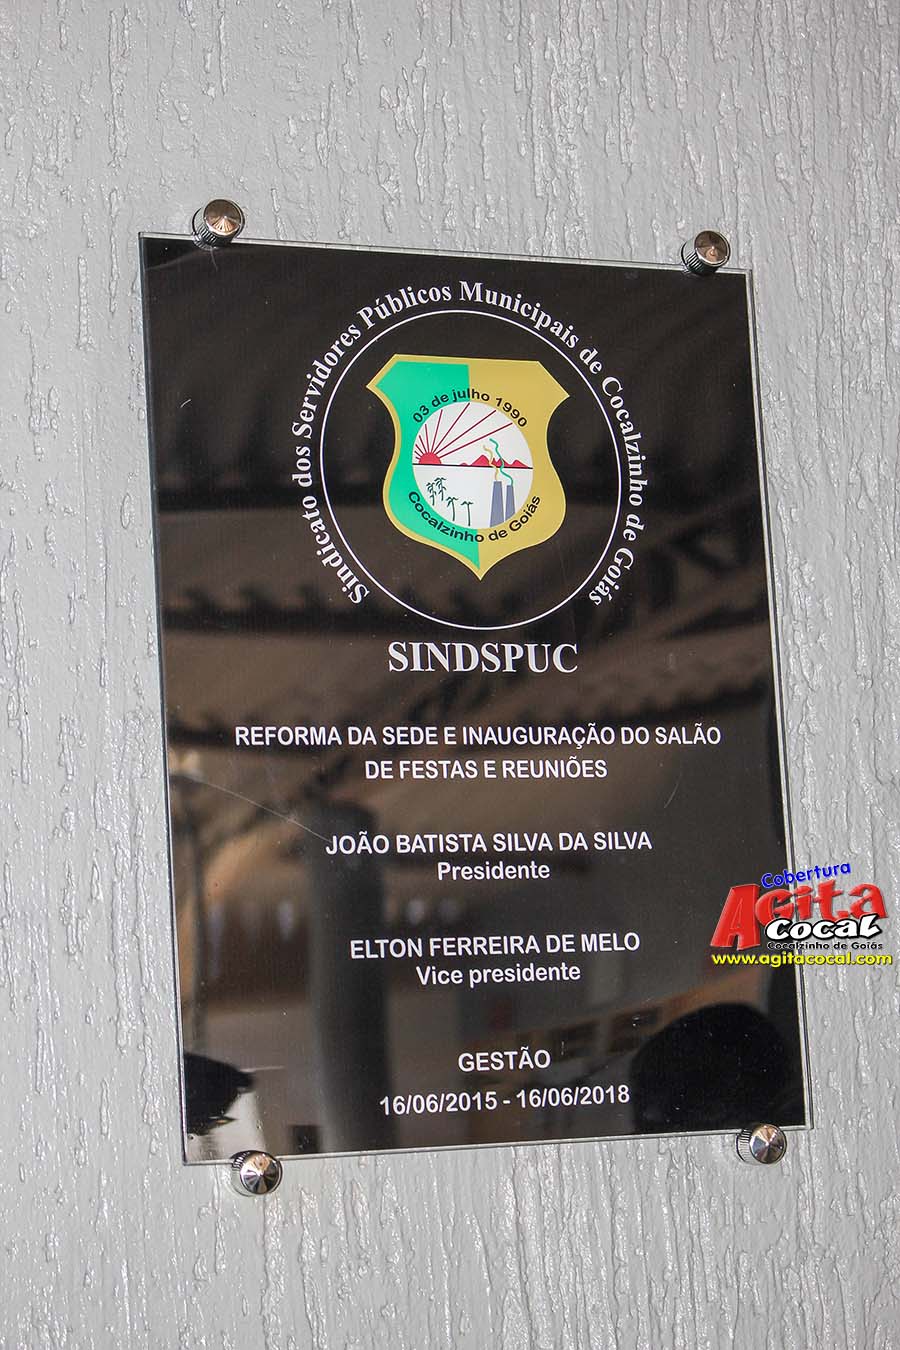 Sindicato dos Servidores Públicos Municipais de Cocalzinho de Goiás
03 de julho 1990
Cocalzinho de Goiás
SINDSPUC
REFORMA DA SEDE E INAUGURAÇÃO DO SALÃO
DE FESTAS E REUNIÕES
JOÃO BATISTA SILVA DA SILVA
Presidente
ELTON FERREIRA DE MELO
Vice presidente
GESTÃO
16/06/2015 - 16/06/2018
Cobertura
Agita
Cocal
Cocalzinho de Goiás
www.agitacocal.com